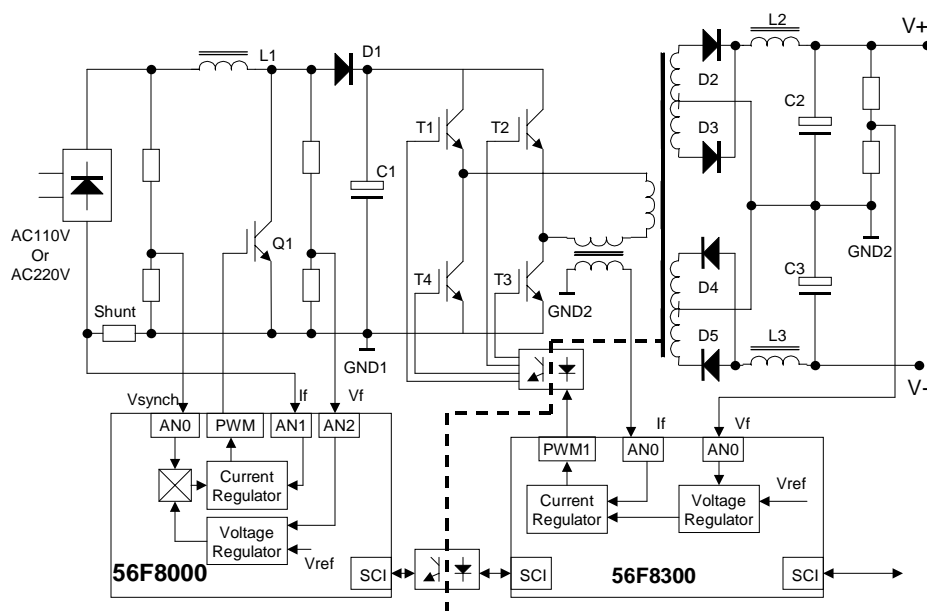 L1
D1
D2
L2
V+
T1
T2
C2
D3
C1
AC110V
Or
AC220V
Q1
GND2
T4
T3
GND2
D4
C3
Shunt
GND1
D5
L3
V-
Vsynch
If
Vf
If
Vf
AN0
PWM
AN1
AN2
PWM1
AN0
AN0
Current
Regulator
Current
Regulator
Voltage
Regulator
Vref
Voltage
Regulator
Vref
56F8000
SCI
SCI
56F8300
SCI